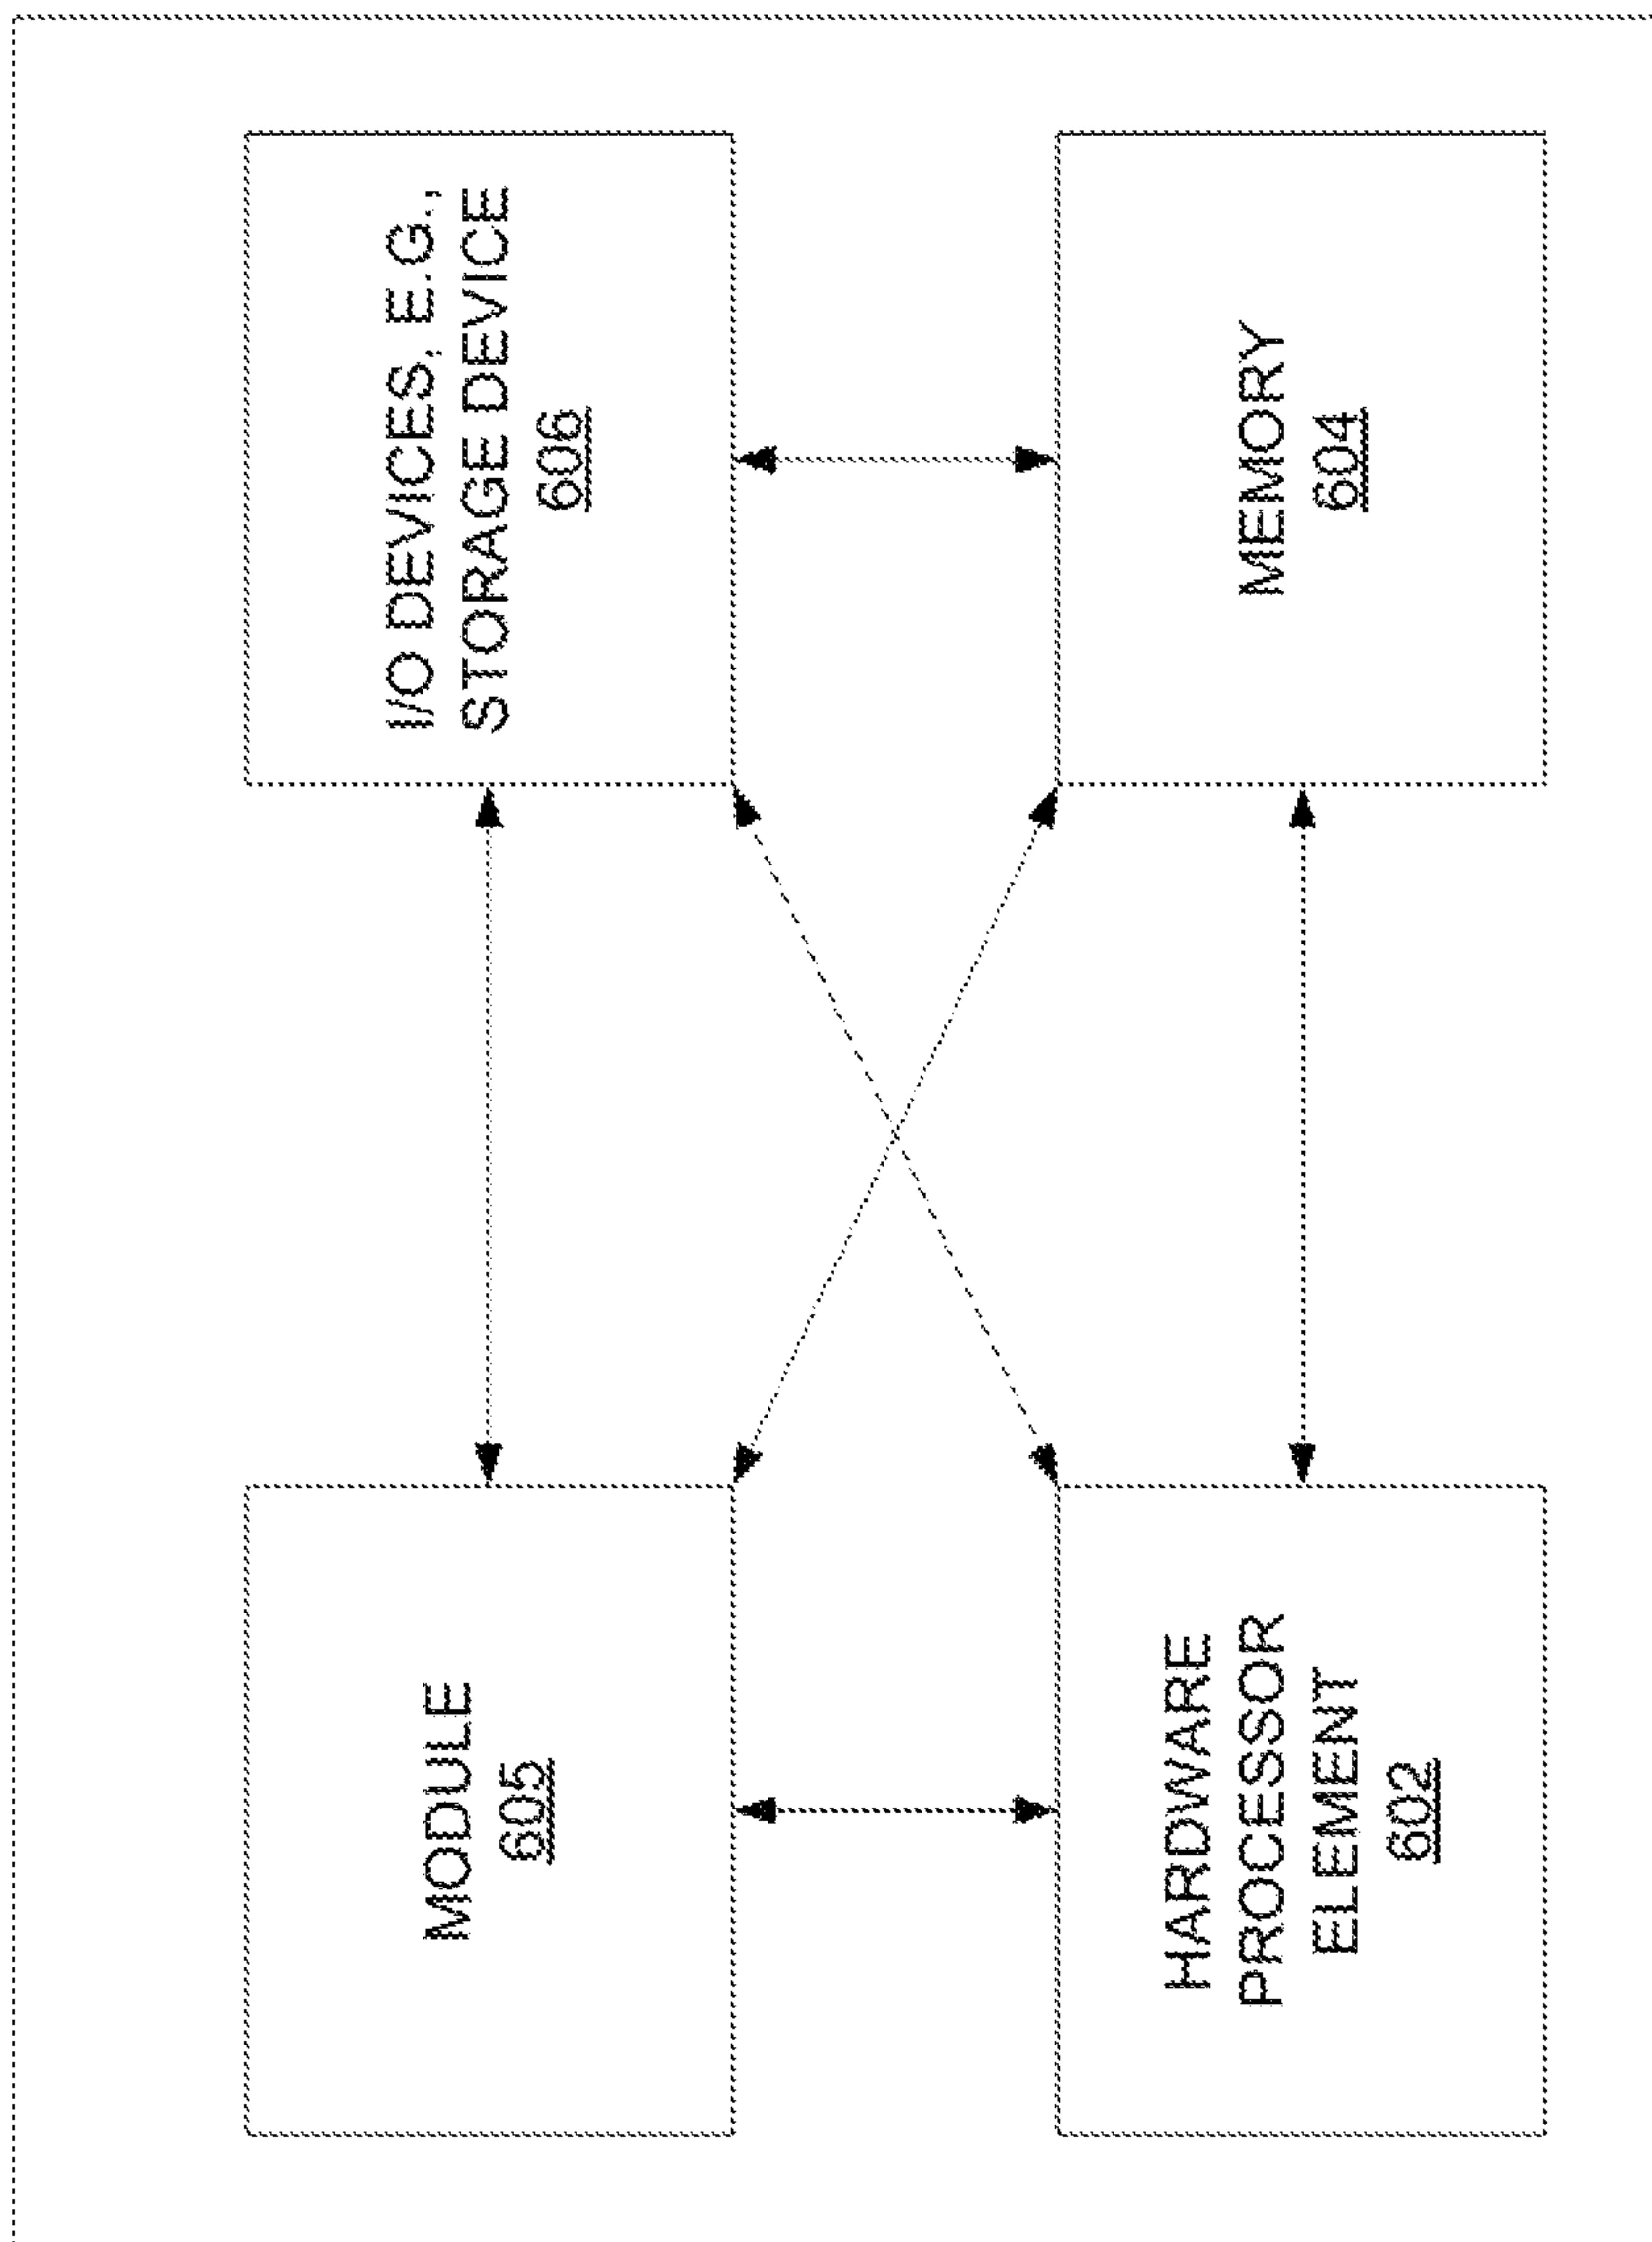 MODULE
605
I/O DEVICES, E.G.,
STORAGE DEVICE
606
HARDWARE
PROCESSOR
ELEMENT
602
MEMORY
604